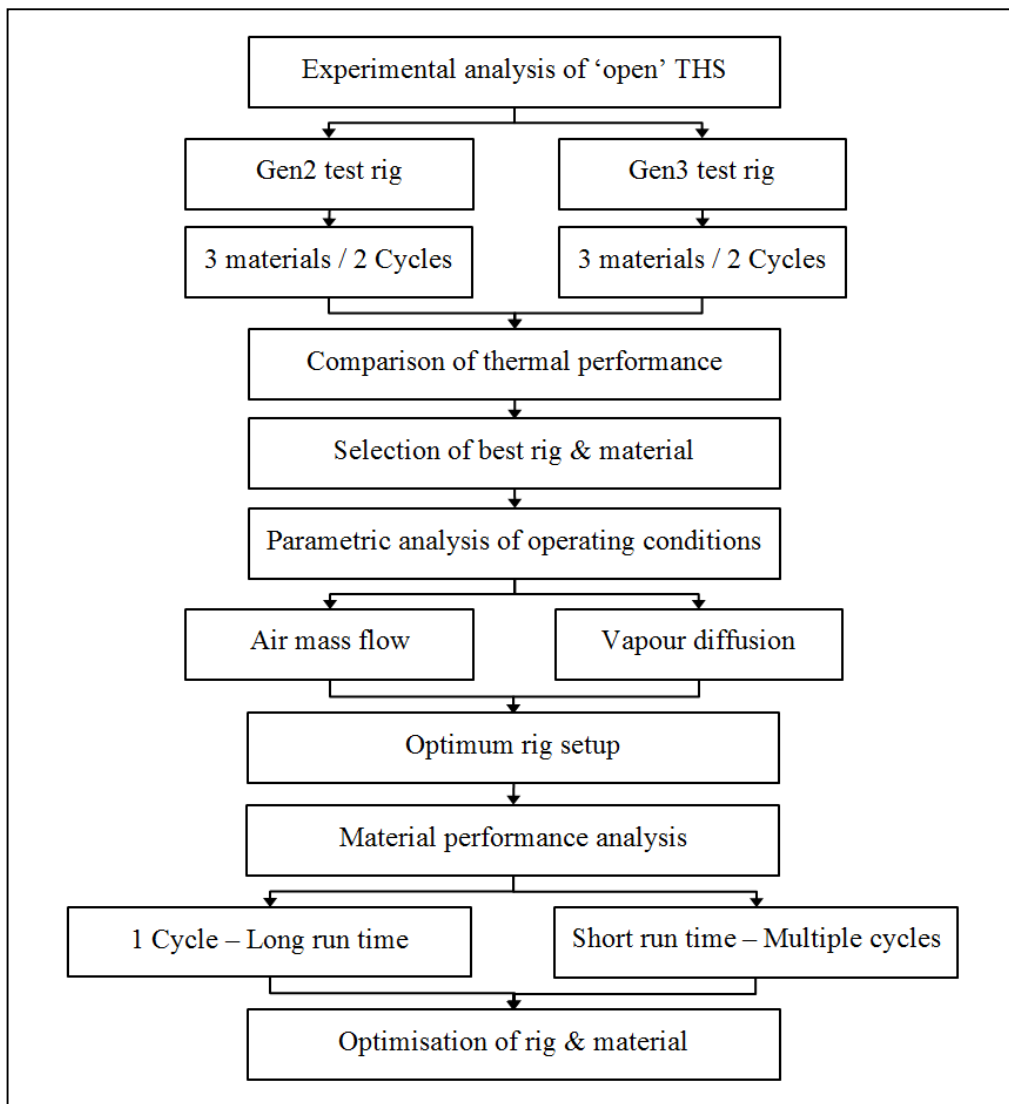 Experimental analysis of ‘open’ THS
Gen2 test rig
Gen3 test rig
3 materials / 2 Cycles
3 materials / 2 Cycles
Comparison of thermal performance
Selection of best rig & material
Parametric analysis of operating conditions
Air mass flow
Vapour diffusion
Optimum rig setup
Material performance analysis
1 Cycle – Long run time
Short run time – Multiple cycles
Optimisation of rig & material